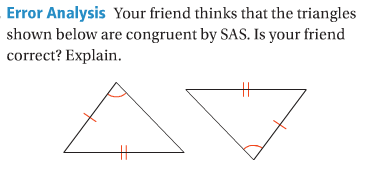 Error Analysis Your friend thinks that the triangles
shown below are congruent by SAS. Is your friend
correct? Explain.